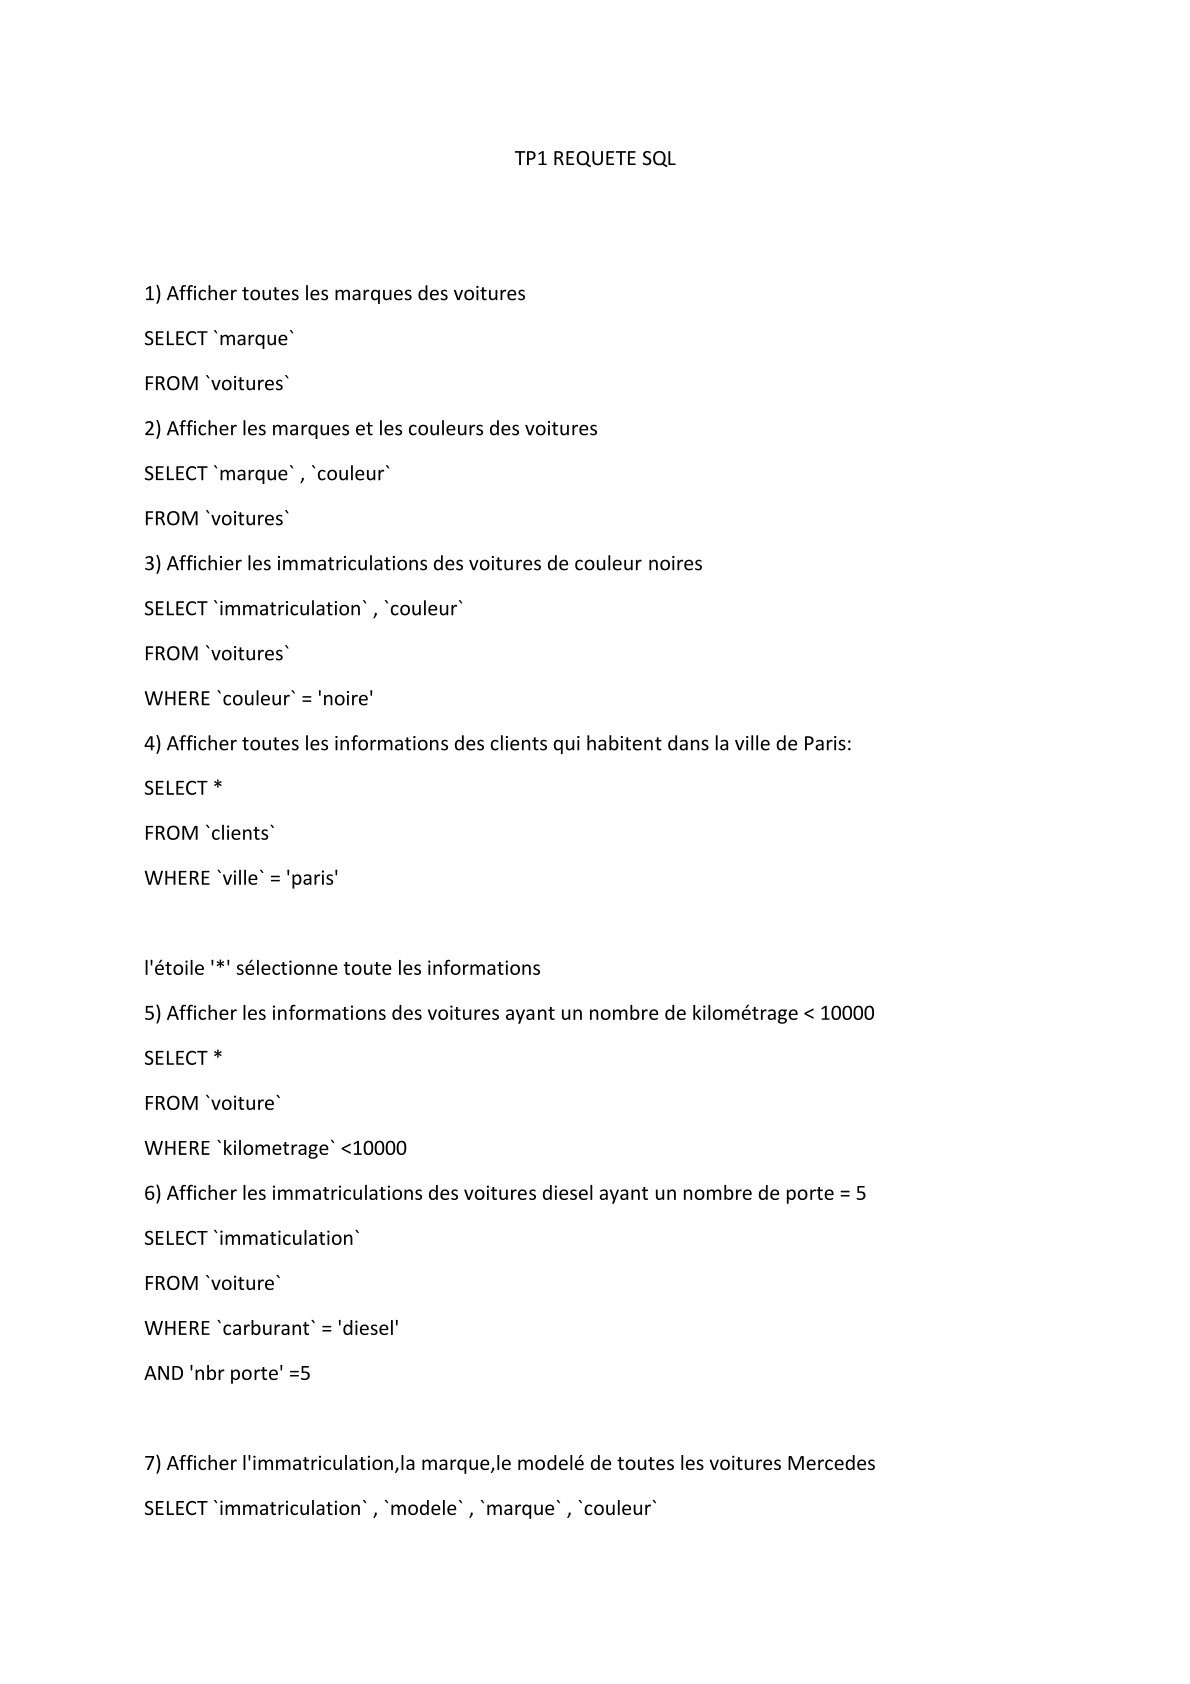 TP1 REQUETE SQL
1) Afficher toutes les marques des voitures
SELECT `marque`
FROM `voitures`
2) Afficher les marques et les couleurs des voitures
SELECT `marque` , `couleur`
FROM `voitures`
3) Affichier les immatriculations des voitures de couleur noires
SELECT `immatriculation` , `couleur`
FROM `voitures`
WHERE `couleur` = 'noire'
4) Afficher toutes les informations des clients qui habitent dans la ville de Paris:
SELECT *
FROM `clients`
WHERE `ville` = 'paris'
l'étoile '*' sélectionne toute les informations
5) Afficher les informations des voitures ayant un nombre de kilométrage < 10000
SELECT *
FROM `voiture`
WHERE `kilometrage` <10000
6) Afficher les immatriculations des voitures diesel ayant un nombre de porte = 5
SELECT `immaticulation`
FROM `voiture`
WHERE `carburant` = 'diesel'
AND 'nbr porte' =5
7) Afficher l'immatriculation,la marque,le modelé de toutes les voitures Mercedes
SELECT `immatriculation` , `modele` , `marque` , `couleur`